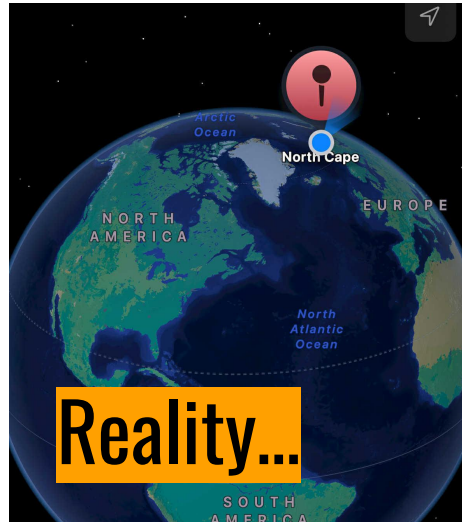 Arctic
Ocean
North Cape
EUROPE
NORTH
AMERICA
North
Atlantic
Ocean
Reality...
SOUTH
AMERICA